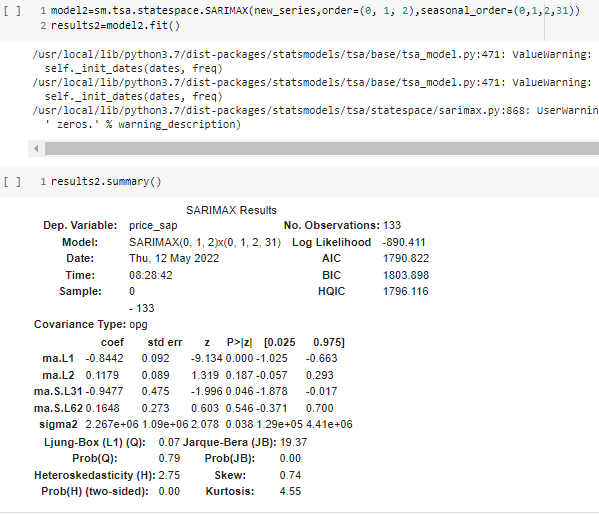 [ ] 1 model2=sm.tsa.statespace.SARIMAX(new_series,order=(0, 1, 2),seasonal_order=(0,1,2,31))
2 results2=model2.fit()
/usr/local/lib/python3.7/dist-packages/statsmodels/tsa/base/tsa_model.py:471: ValueWarning:
self._init_dates(dates, freq)
/usr/local/lib/python3.7/dist-packages/statsmodels/tsa/base/tsa_model.py:471: ValueWarning:
self._init_dates(dates, freq)
/usr/local/lib/python3.7/dist-packages/statsmodels/tsa/statespace/sarimax.py:868: UserWarnin
' zeros.' % warning_description)
[ ] 1 results2.summary()
SARIMAX Results
Dep. Variable: price_sap No. Observations: 133
Model: SARIMAX(0, 1, 2)x(0, 1, 2, 31) Log Likelihood -890.411
Date: Thu, 12 May 2022 AIC 1790.822
Time: 08:28:42 BIC 1803.898
Sample: 0 HQIC 1796.116
- 133
Covariance Type: opg
coef std err z P>|z| [0.025 0.975]
ma.L1 -0.8442 0.092 -9.134 0.000 -1.025 -0.663
ma.L2 0.1179 0.089 1.319 0.187 -0.057 0.293
ma.S.L31 -0.9477 0.475 -1.996 0.046 -1.878 -0.017
ma.S.L62 0.1648 0.273 0.603 0.546 -0.371 0.700
sigma2 2.267e+06 1.09e+06 2.078 0.038 1.29e+05 4.41e+06
Ljung-Box (L1) (Q): 0.07 Jarque-Bera (JB): 19.37
Prob(Q): 0.79 Prob(JB): 0.00
Heteroskedasticity (H): 2.75 Skew: 0.74
Prob(H) (two-sided): 0.00 Kurtosis: 4.55